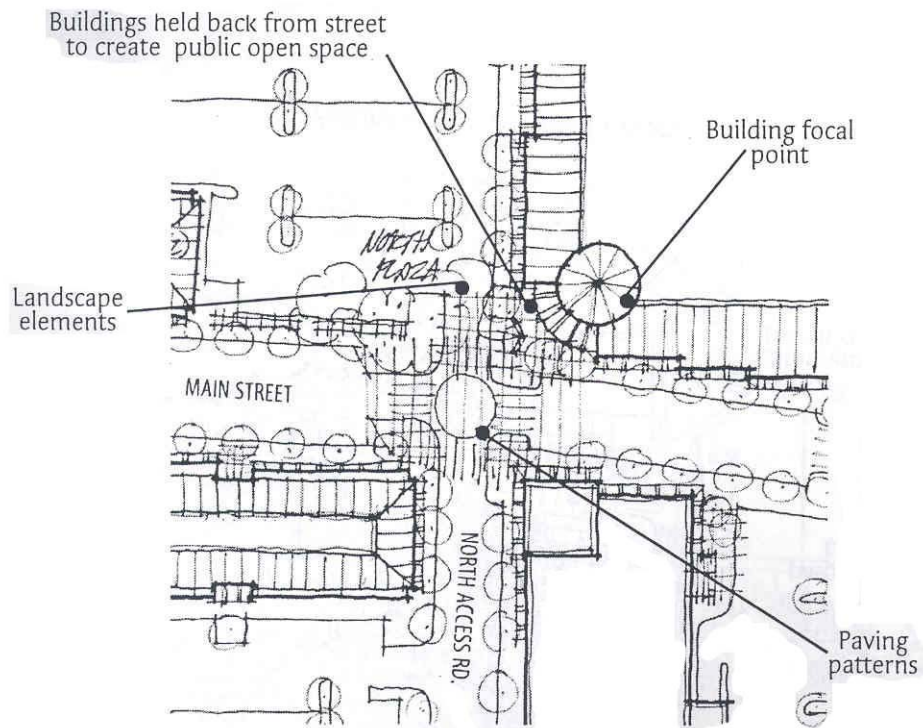 Buildings held back from street
to create public open space
Building focal
point
NORTH
PLAZA
Landscape
elements
MAIN STREET
NORTH ACCESS RD.
Paving
patterns